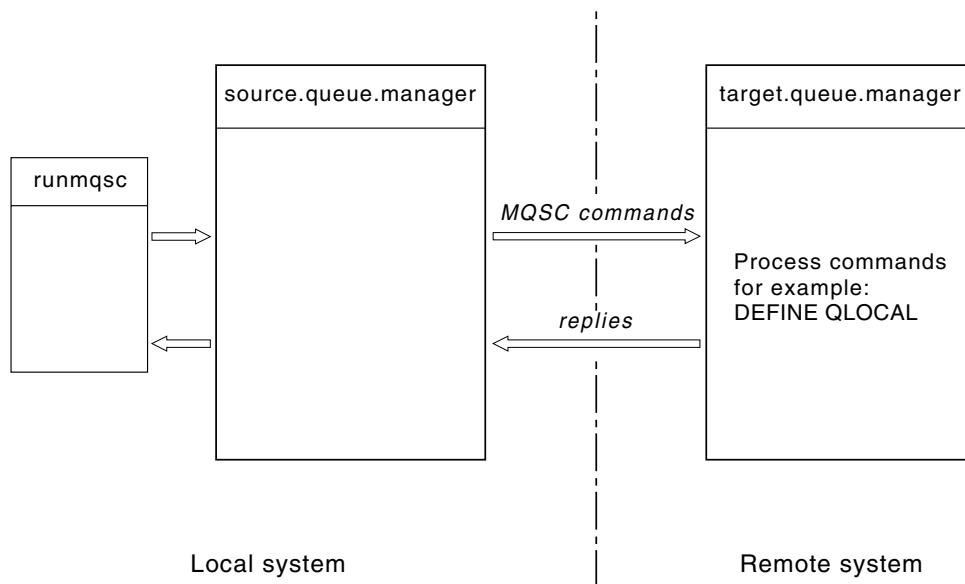 source.queue.manager
target.queue.manager
runmqsc
MQSC commands
Process commands
for example:
DEFINE QLOCAL
replies
Local system
Remote system